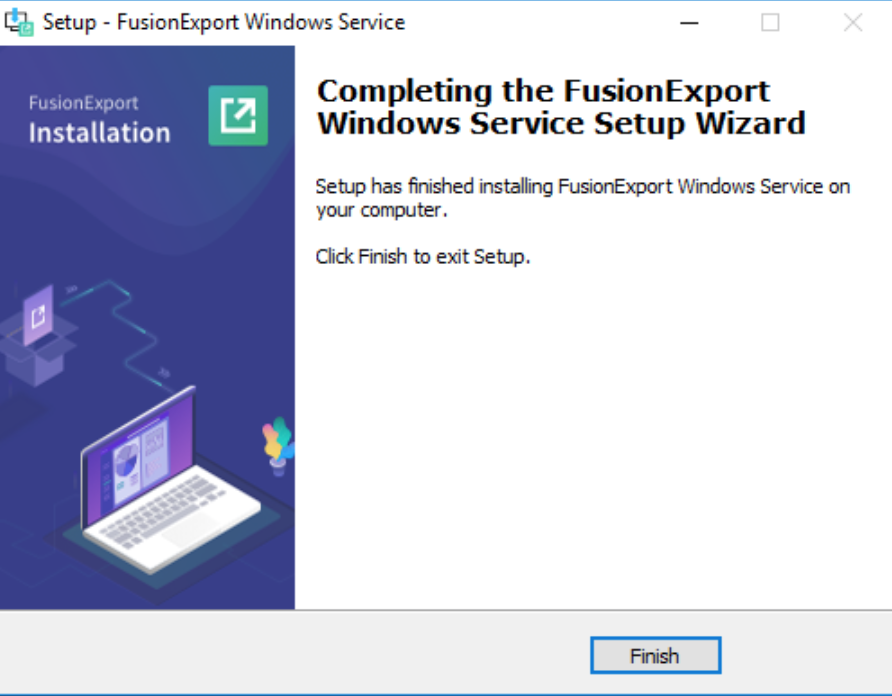 Setup - FusionExport Windows Service
FusionExport
Installation
Completing the FusionExport
Windows Service Setup Wizard
Setup has finished installing FusionExport Windows Service on
your computer.
Click Finish to exit Setup.
Finish